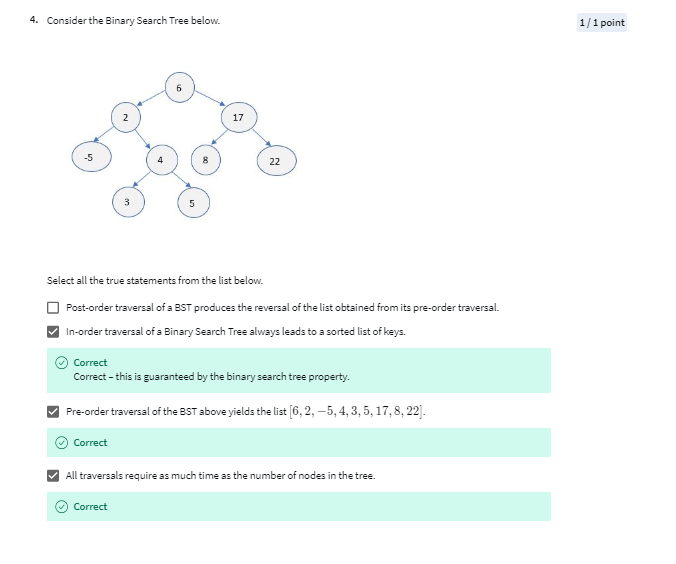 4. Consider the Binary Search Tree below.
1 / 1 point
6
2
17
-5
4
8
22
3
5
Select all the true statements from the list below.
Post-order traversal of a BST produces the reversal of the list obtained from its pre-order traversal.
In-order traversal of a Binary Search Tree always leads to a sorted list of keys.
Correct
Correct – this is guaranteed by the binary search tree property.
Pre-order traversal of the BST above yields the list [6, 2, −5, 4, 3, 5, 17, 8, 22].
Correct
All traversals require as much time as the number of nodes in the tree.
Correct